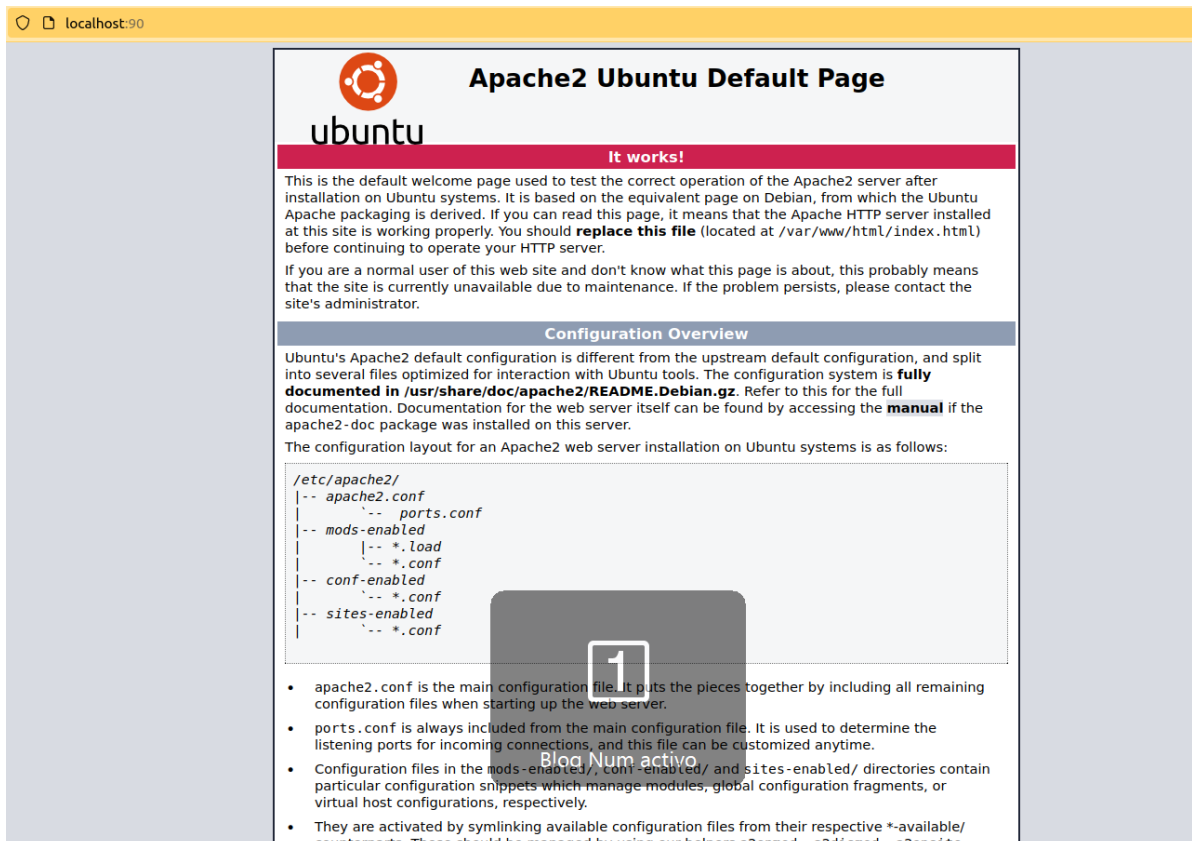 localhost:90
Apache2 Ubuntu Default Page
ubuntu
It works!
This is the default welcome page used to test the correct operation of the Apache2 server after
installation on Ubuntu systems. It is based on the equivalent page on Debian, from which the Ubuntu
Apache packaging is derived. If you can read this page, it means that the Apache HTTP server installed
at this site is working properly. You should replace this file (located at /var/www/html/index.html)
before continuing to operate your HTTP server.
If you are a normal user of this web site and don't know what this page is about, this probably means
that the site is currently unavailable due to maintenance. If the problem persists, please contact the
site's administrator.
Configuration Overview
Ubuntu's Apache2 default configuration is different from the upstream default configuration, and split
into several files optimized for interaction with Ubuntu tools. The configuration system is fully
documented in /usr/share/doc/apache2/README.Debian.gz. Refer to this for the full
documentation. Documentation for the web server itself can be found by accessing the manual if the
apache2-doc package was installed on this server.
The configuration layout for an Apache2 web server installation on Ubuntu systems is as follows:
/etc/apache2/
|-- apache2.conf
|       `--  ports.conf
|-- mods-enabled
|       |-- *.load
|       `-- *.conf
|-- conf-enabled
|       `-- *.conf
|-- sites-enabled
|       `-- *.conf
1
Bloq Num activo
• apache2.conf is the main configuration file. It puts the pieces together by including all remaining
configuration files when starting up the web server.
• ports.conf is always included from the main configuration file. It is used to determine the
listening ports for incoming connections, and this file can be customized anytime.
• Configuration files in the mods-enabled/, conf-enabled/ and sites-enabled/ directories contain
particular configuration snippets which manage modules, global configuration fragments, or
virtual host configurations, respectively.
• They are activated by symlinking available configuration files from their respective *-available/